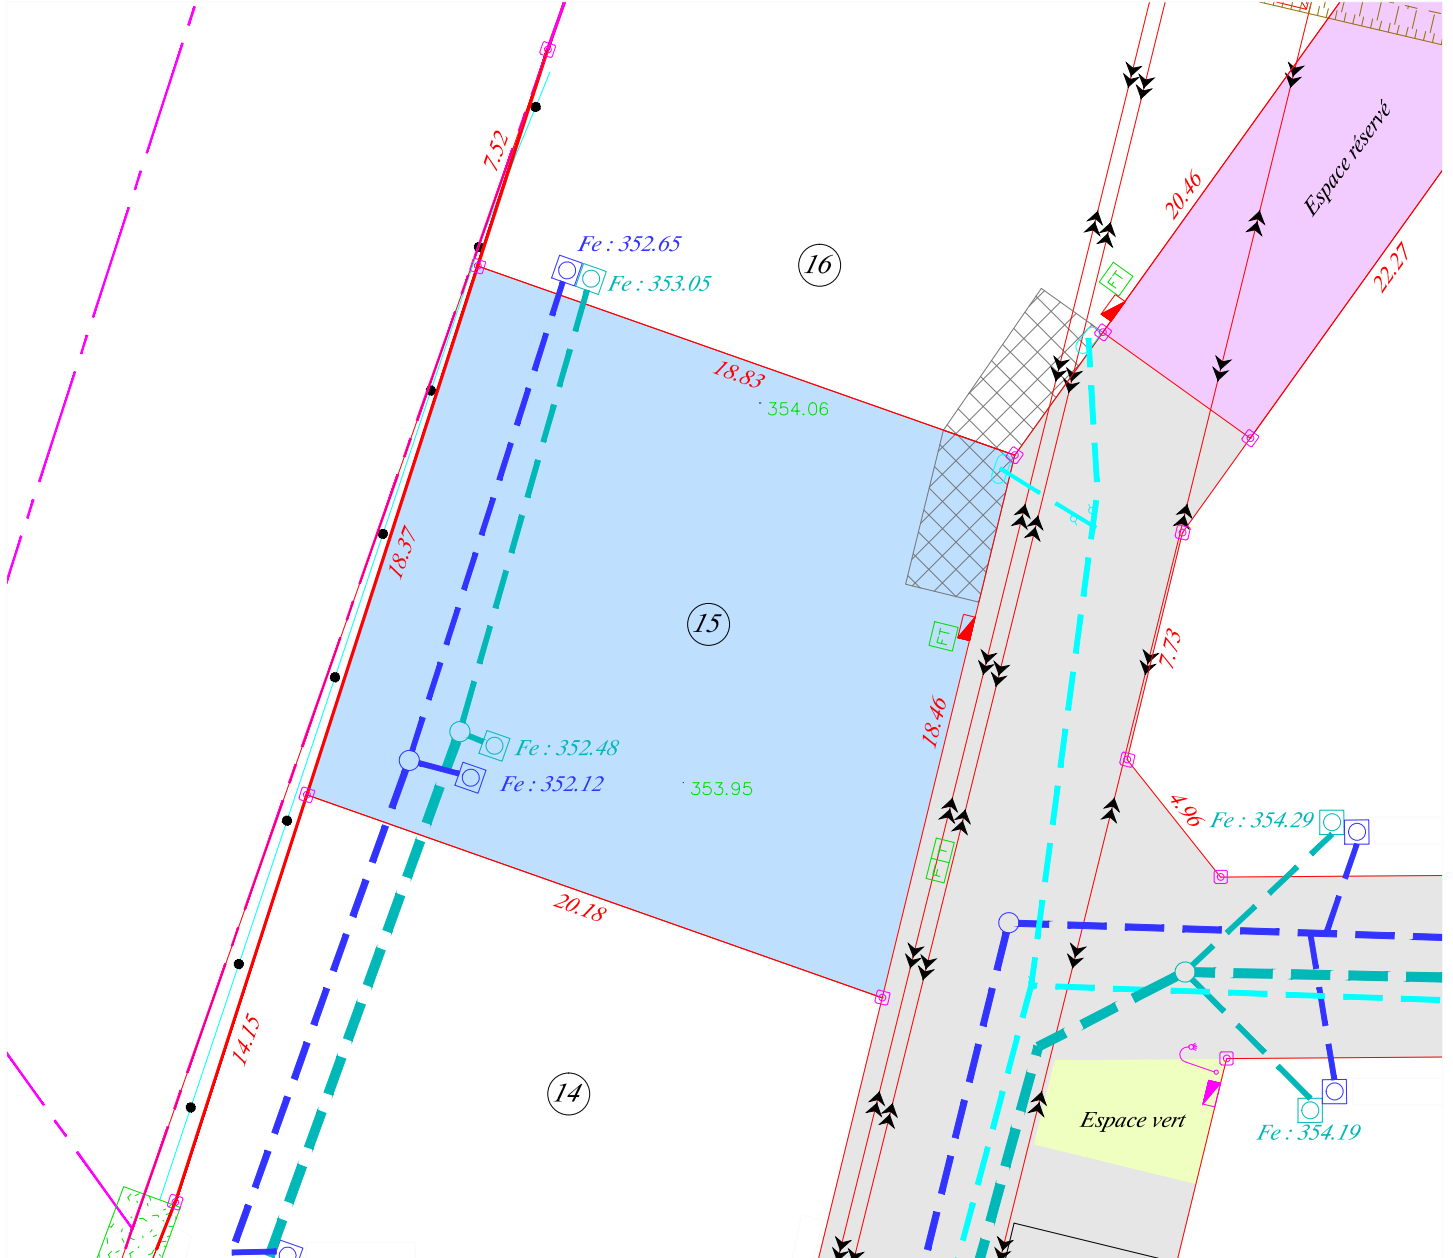 7.52
Fe : 352.65
Fe : 353.05
16
20.46
Espace réservé
22.27
FT
18.83
354.06
18.37
15
FT
7.73
18.46
Fe : 352.48
Fe : 352.12
353.95
4.96
Fe : 354.29
FT
FT
20.18
14.15
14
Espace vert
Fe : 354.19